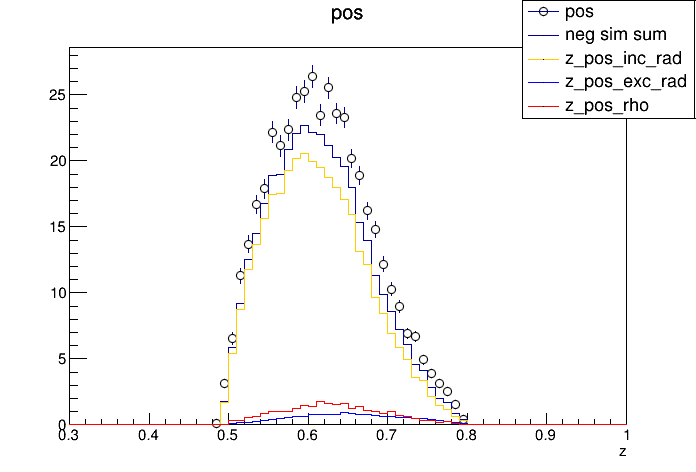 pos
pos
neg sim sum
z_pos_inc_rad
z_pos_exc_rad
z_pos_rho
25
20
15
10
5
0
0.3 0.4 0.5 0.6 0.7 0.8 0.9 1
z